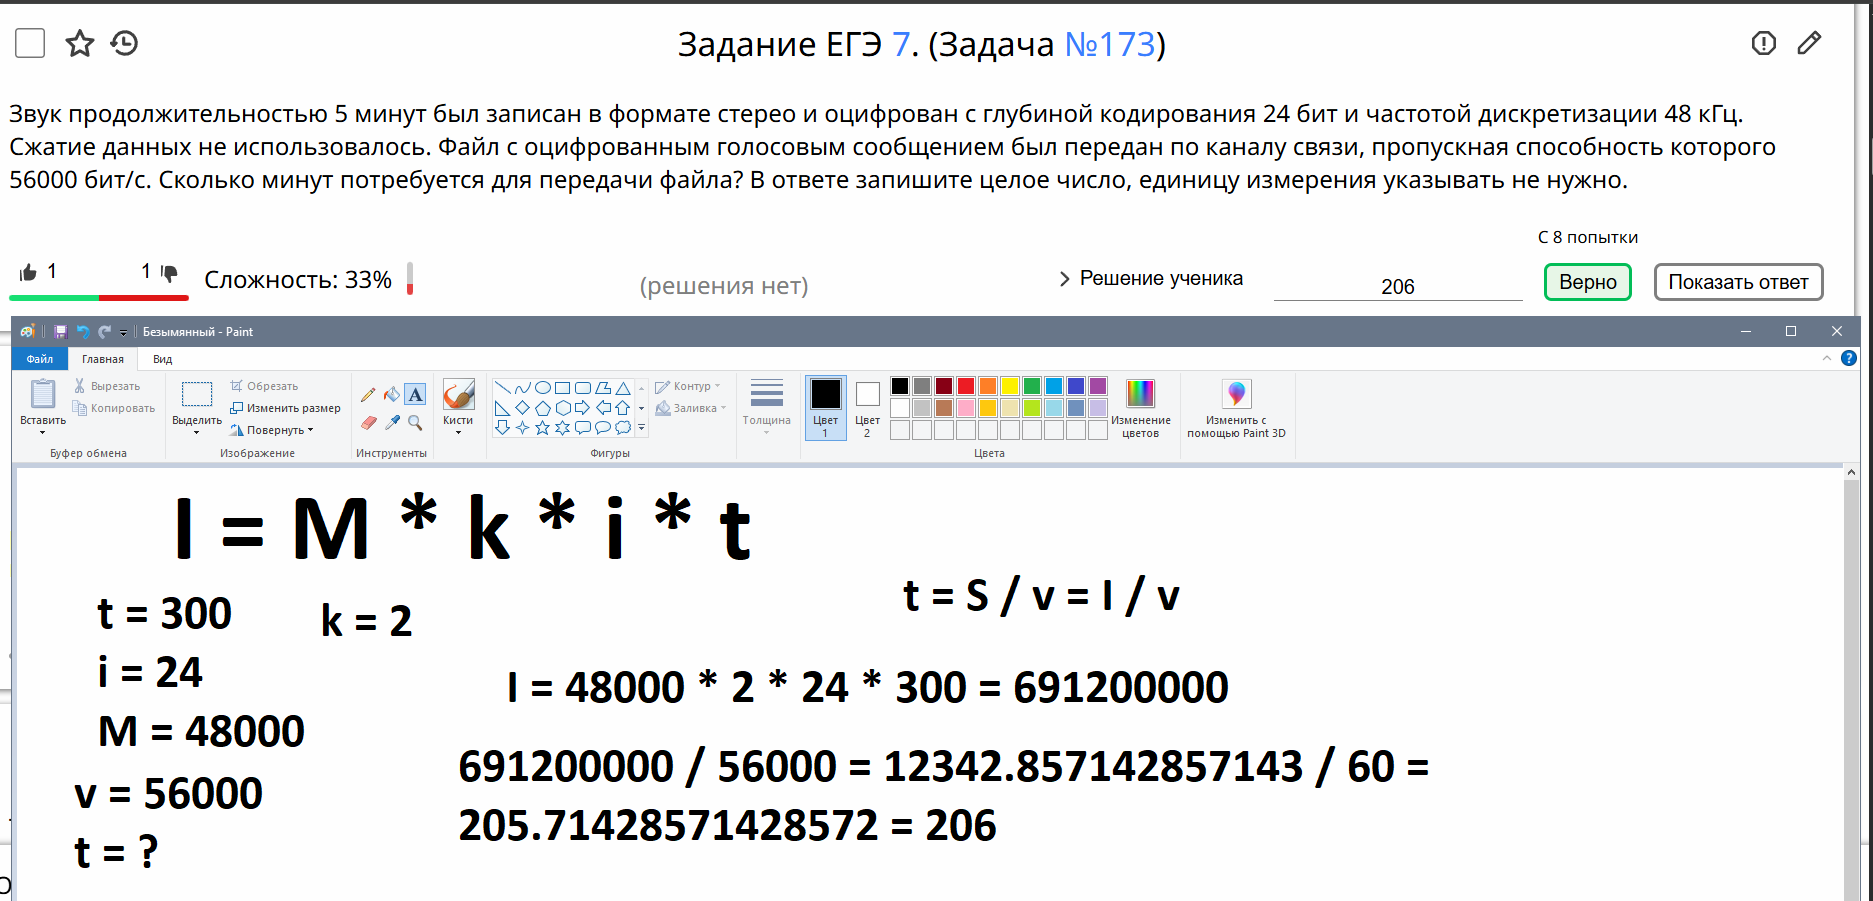 Задание ЕГЭ 7. (Задача №173)
Звук продолжительностью 5 минут был записан в формате стерео и оцифрован с глубиной кодирования 24 бит и частотой дискретизации 48 кГц.
Сжатие данных не использовалось. Файл с оцифрованным голосовым сообщением был передан по каналу связи, пропускная способность которого
56000 бит/с. Сколько минут потребуется для передачи файла? В ответе запишите целое число, единицу измерения указывать не нужно.
С 8 попытки
1 1 Сложность: 33% (решения нет) Решение ученика 206 Верно Показать ответ
Безымянный - Paint
Файл Главная Вид
Вставить Вырезать Копировать
Буфер обмена
Выделить Обрезать Изменить размер Повернуть
Изображение
A
Инструменты
Кисти
Контур Заливка
Фигуры
Толщина
Цвет 1
Цвет 2
Изменение цветов
Цвета
Изменить с помощью Paint 3D
I = M * k * i * t
t = S / v = I / v
t = 300 k = 2
i = 24
I = 48000 * 2 * 24 * 300 = 691200000
M = 48000
691200000 / 56000 = 12342.857142857143 / 60 =
v = 56000
205.71428571428572 = 206
t = ?